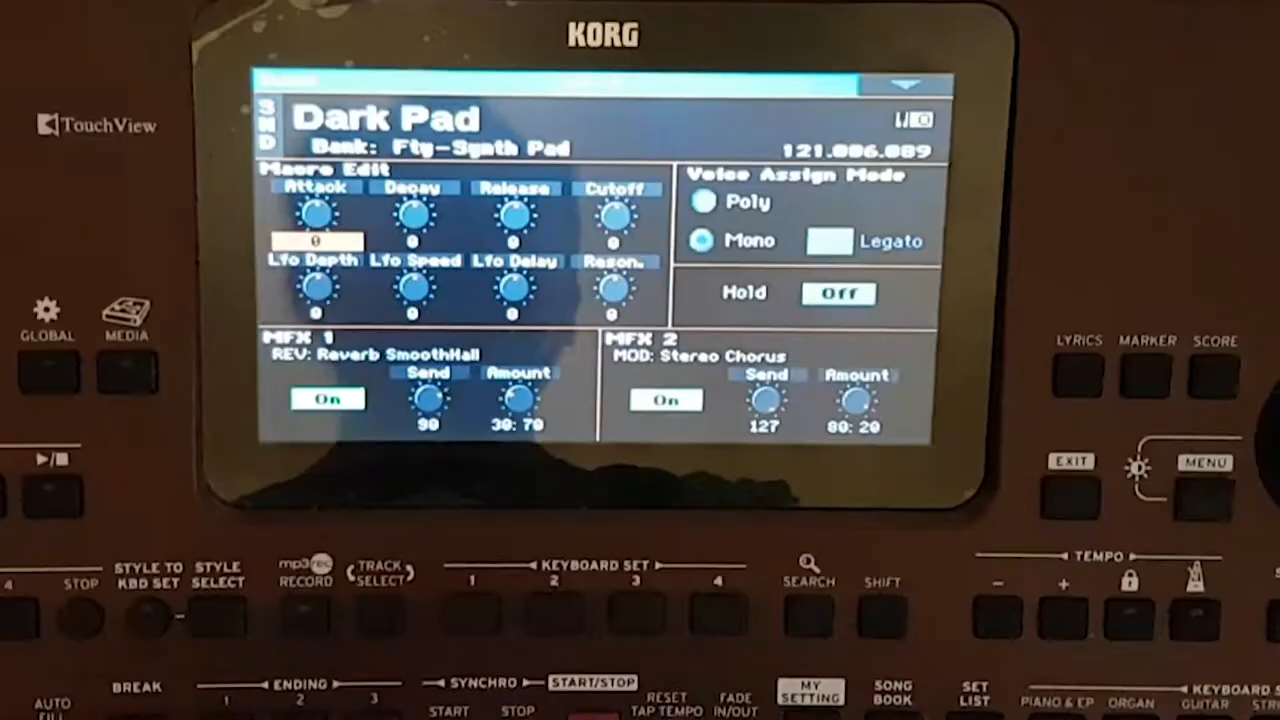 KORG
TouchView
SND
Dark Pad
Bank: Fty-Synth Pad
121.006.009
Macro Edit
Attack Decay Release Cutoff
0 0 0 0
Lfo Depth Lfo Speed Lfo Delay Reson.
0 0 0 0
Voice Assign Mode
Poly
Mono Legato
Hold Off
MFX 1
REV: Reverb SmoothHall
Send Amount
On
90 30:70
MFX 2
MOD: Stereo Chorus
Send Amount
On
127 80:20
GLOBAL MEDIA
LYRICS MARKER SCORE
EXIT MENU
TEMPO
- +
4 STOP
STYLE TO KBD SET
STYLE SELECT
mp3rec
RECORD
TRACK SELECT
KEYBOARD SET
1 2 3 4
SEARCH SHIFT
BREAK
ENDING
1 2 3
SYNCHRO START/STOP
START STOP
RESET
TAP TEMPO
FADE
IN/OUT
MY
SETTING
SONG
BOOK
SET
LIST
KEYBOARD
PIANO & EP ORGAN GUITAR
AUTO
FILL